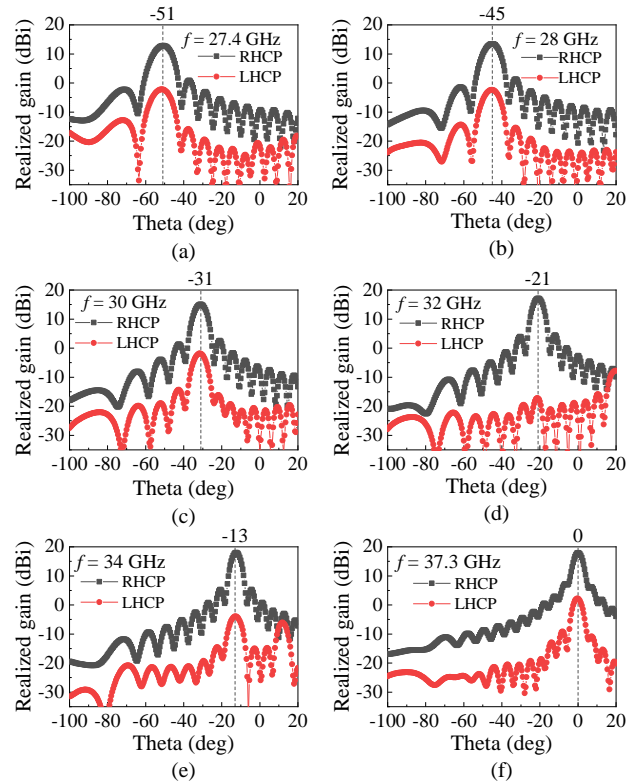 -51
f = 27.4 GHz
RHCP
LHCP
Realized gain (dBi)
20
10
0
-10
-20
-30
-100 -80 -60 -40 -20 0 20
Theta (deg)
(a)
-45
f = 28 GHz
RHCP
LHCP
Realized gain (dBi)
20
10
0
-10
-20
-30
-100 -80 -60 -40 -20 0 20
Theta (deg)
(b)
-31
f = 30 GHz
RHCP
LHCP
Realized gain (dBi)
20
10
0
-10
-20
-30
-100 -80 -60 -40 -20 0 20
Theta (deg)
(c)
-21
f = 32 GHz
RHCP
LHCP
Realized gain (dBi)
20
10
0
-10
-20
-30
-100 -80 -60 -40 -20 0 20
Theta (deg)
(d)
-13
f = 34 GHz
RHCP
LHCP
Realized gain (dBi)
20
10
0
-10
-20
-30
-100 -80 -60 -40 -20 0 20
Theta (deg)
(e)
0
f = 37.3 GHz
RHCP
LHCP
Realized gain (dBi)
20
10
0
-10
-20
-30
-100 -80 -60 -40 -20 0 20
Theta (deg)
(f)